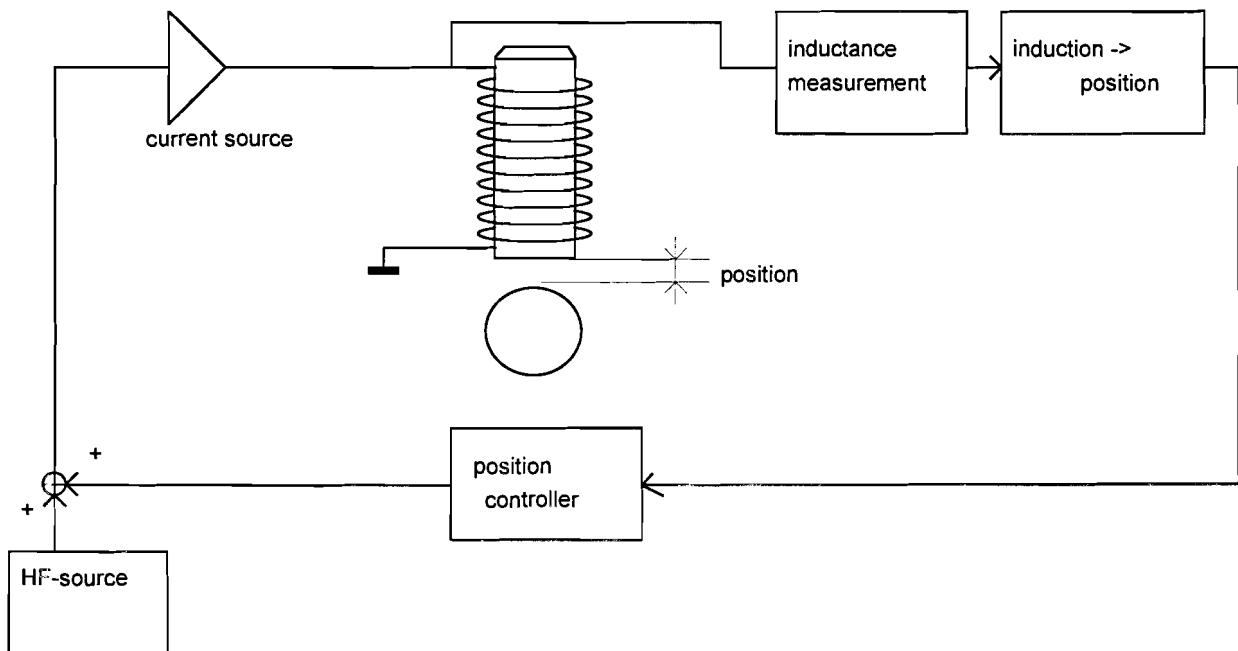 inductance
measurement
induction ->
position
current source
position
+
position
controller
+
HF-source